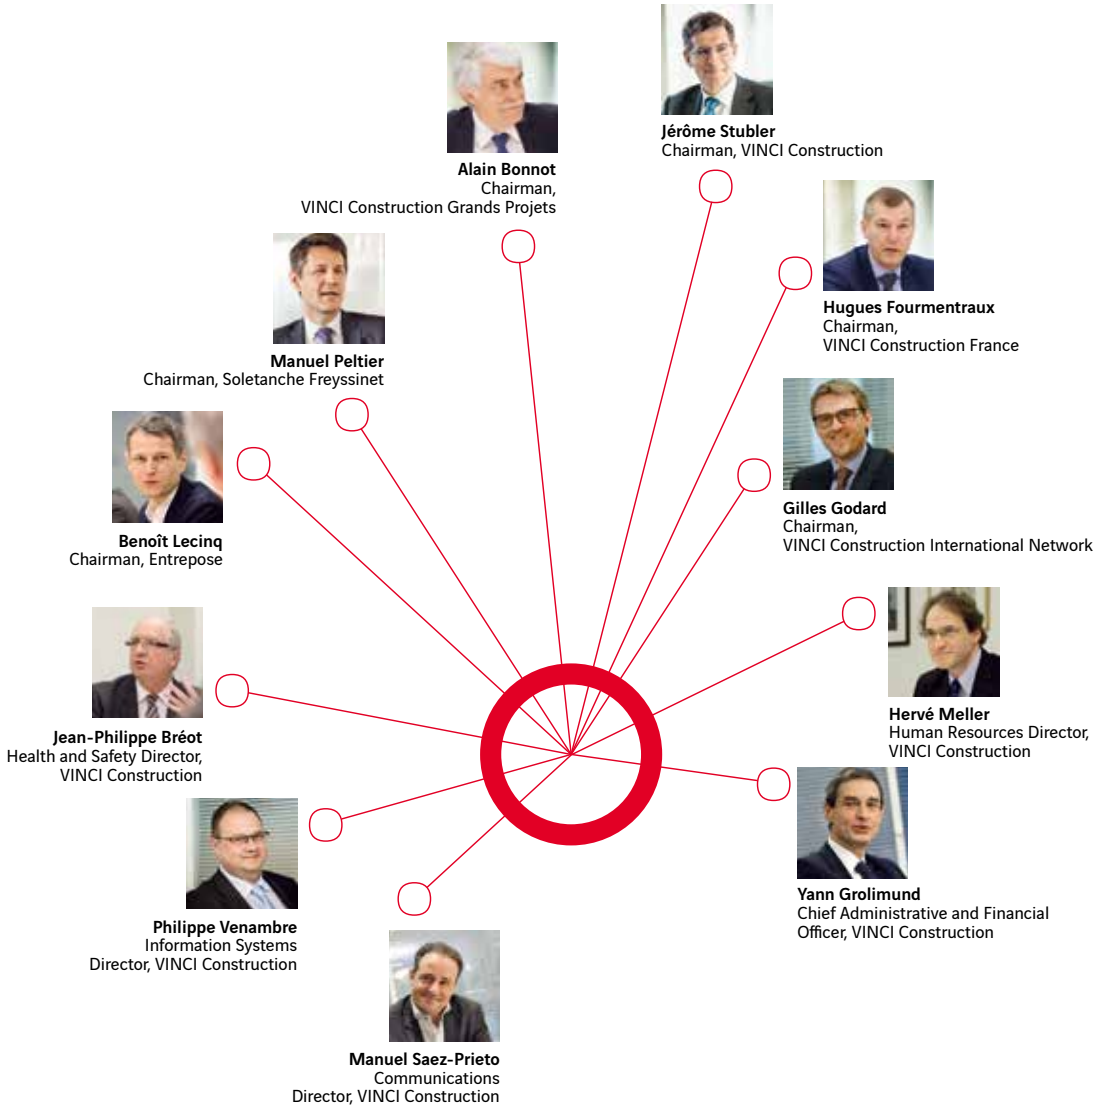 Jérôme Stubler
Chairman, VINCI Construction
Alain Bonnot
Chairman,
VINCI Construction Grands Projets
Hugues Fourmentraux
Chairman,
VINCI Construction France
Manuel Peltier
Chairman, Soletanche Freyssinet
Gilles Godard
Chairman,
VINCI Construction International Network
Benoît Lecinq
Chairman, Entrepose
Hervé Meller
Human Resources Director,
VINCI Construction
Jean-Philippe Bréot
Health and Safety Director,
VINCI Construction
Yann Grolimund
Chief Administrative and Financial
Officer, VINCI Construction
Philippe Venambre
Information Systems
Director, VINCI Construction
Manuel Saez-Prieto
Communications
Director, VINCI Construction